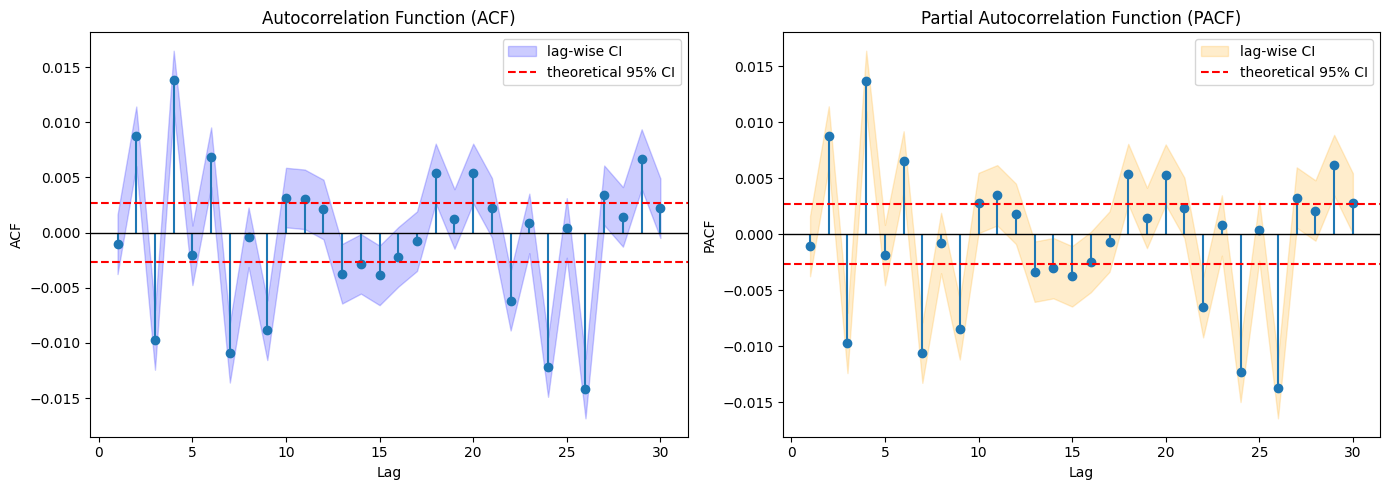 Autocorrelation Function (ACF)
lag-wise CI
theoretical 95% CI
0.015
0.010
0.005
0.000
−0.005
−0.010
−0.015
ACF
0
5
10
15
20
25
30
Lag
Partial Autocorrelation Function (PACF)
lag-wise CI
theoretical 95% CI
0.015
0.010
0.005
0.000
−0.005
−0.010
−0.015
PACF
0
5
10
15
20
25
30
Lag